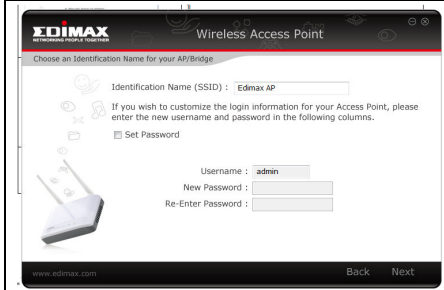 EDIMAX
NETWORKING PEOPLE TOGETHER
Wireless Access Point
Choose an Identification Name for your AP/Bridge
Identification Name (SSID) : Edimax AP
If you wish to customize the login information for your Access Point, please
enter the new username and password in the following columns.
Set Password
Username : admin
New Password :
Re-Enter Password :
www.edimax.com
Back Next